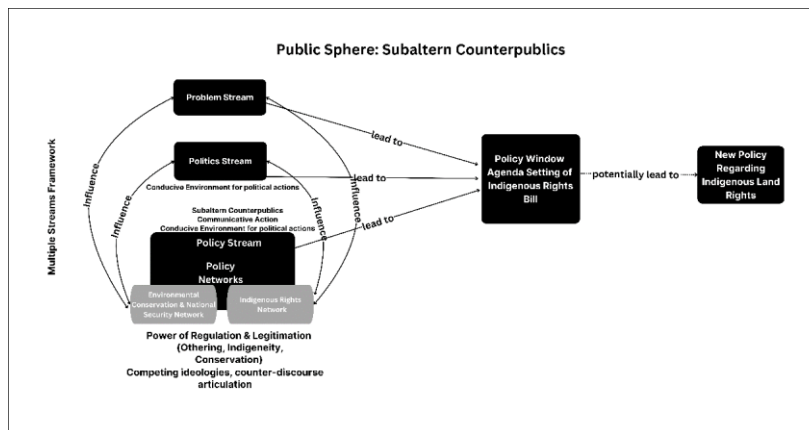 Public Sphere: Subaltern Counterpublics
Multiple Streams Framework
Problem Stream
Politics Stream
Conducive Environment for political actions
Subaltern Counterpublics
Communicative Action
Conducive Environment for political actions
Policy Stream
Policy
Networks
Environmental
Conservation & National
Security Network
Indigenous Rights
Network
Power of Regulation & Legitimation
(Othering, Indigeneity,
Conservation)
Competing ideologies, counter-discourse
articulation
Influence
Influence
Influence
Influence
lead to
lead to
lead to
Policy Window
Agenda Setting of
Indigenous Rights
Bill
potentially lead to
New Policy
Regarding
Indigenous Land
Rights